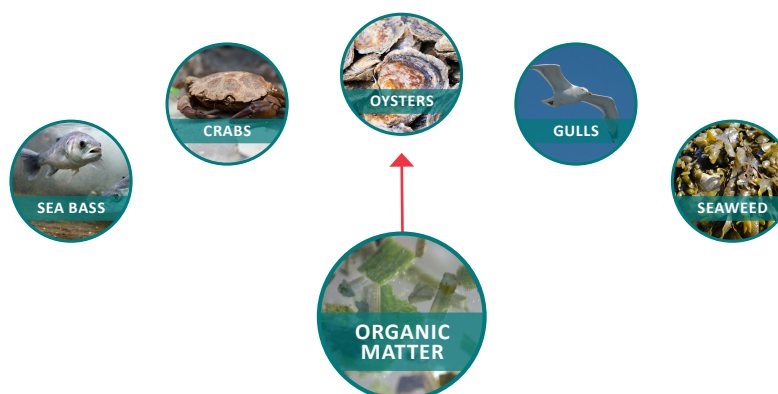 OYSTERS
CRABS
GULLS
SEA BASS
SEAWEED
ORGANIC
MATTER